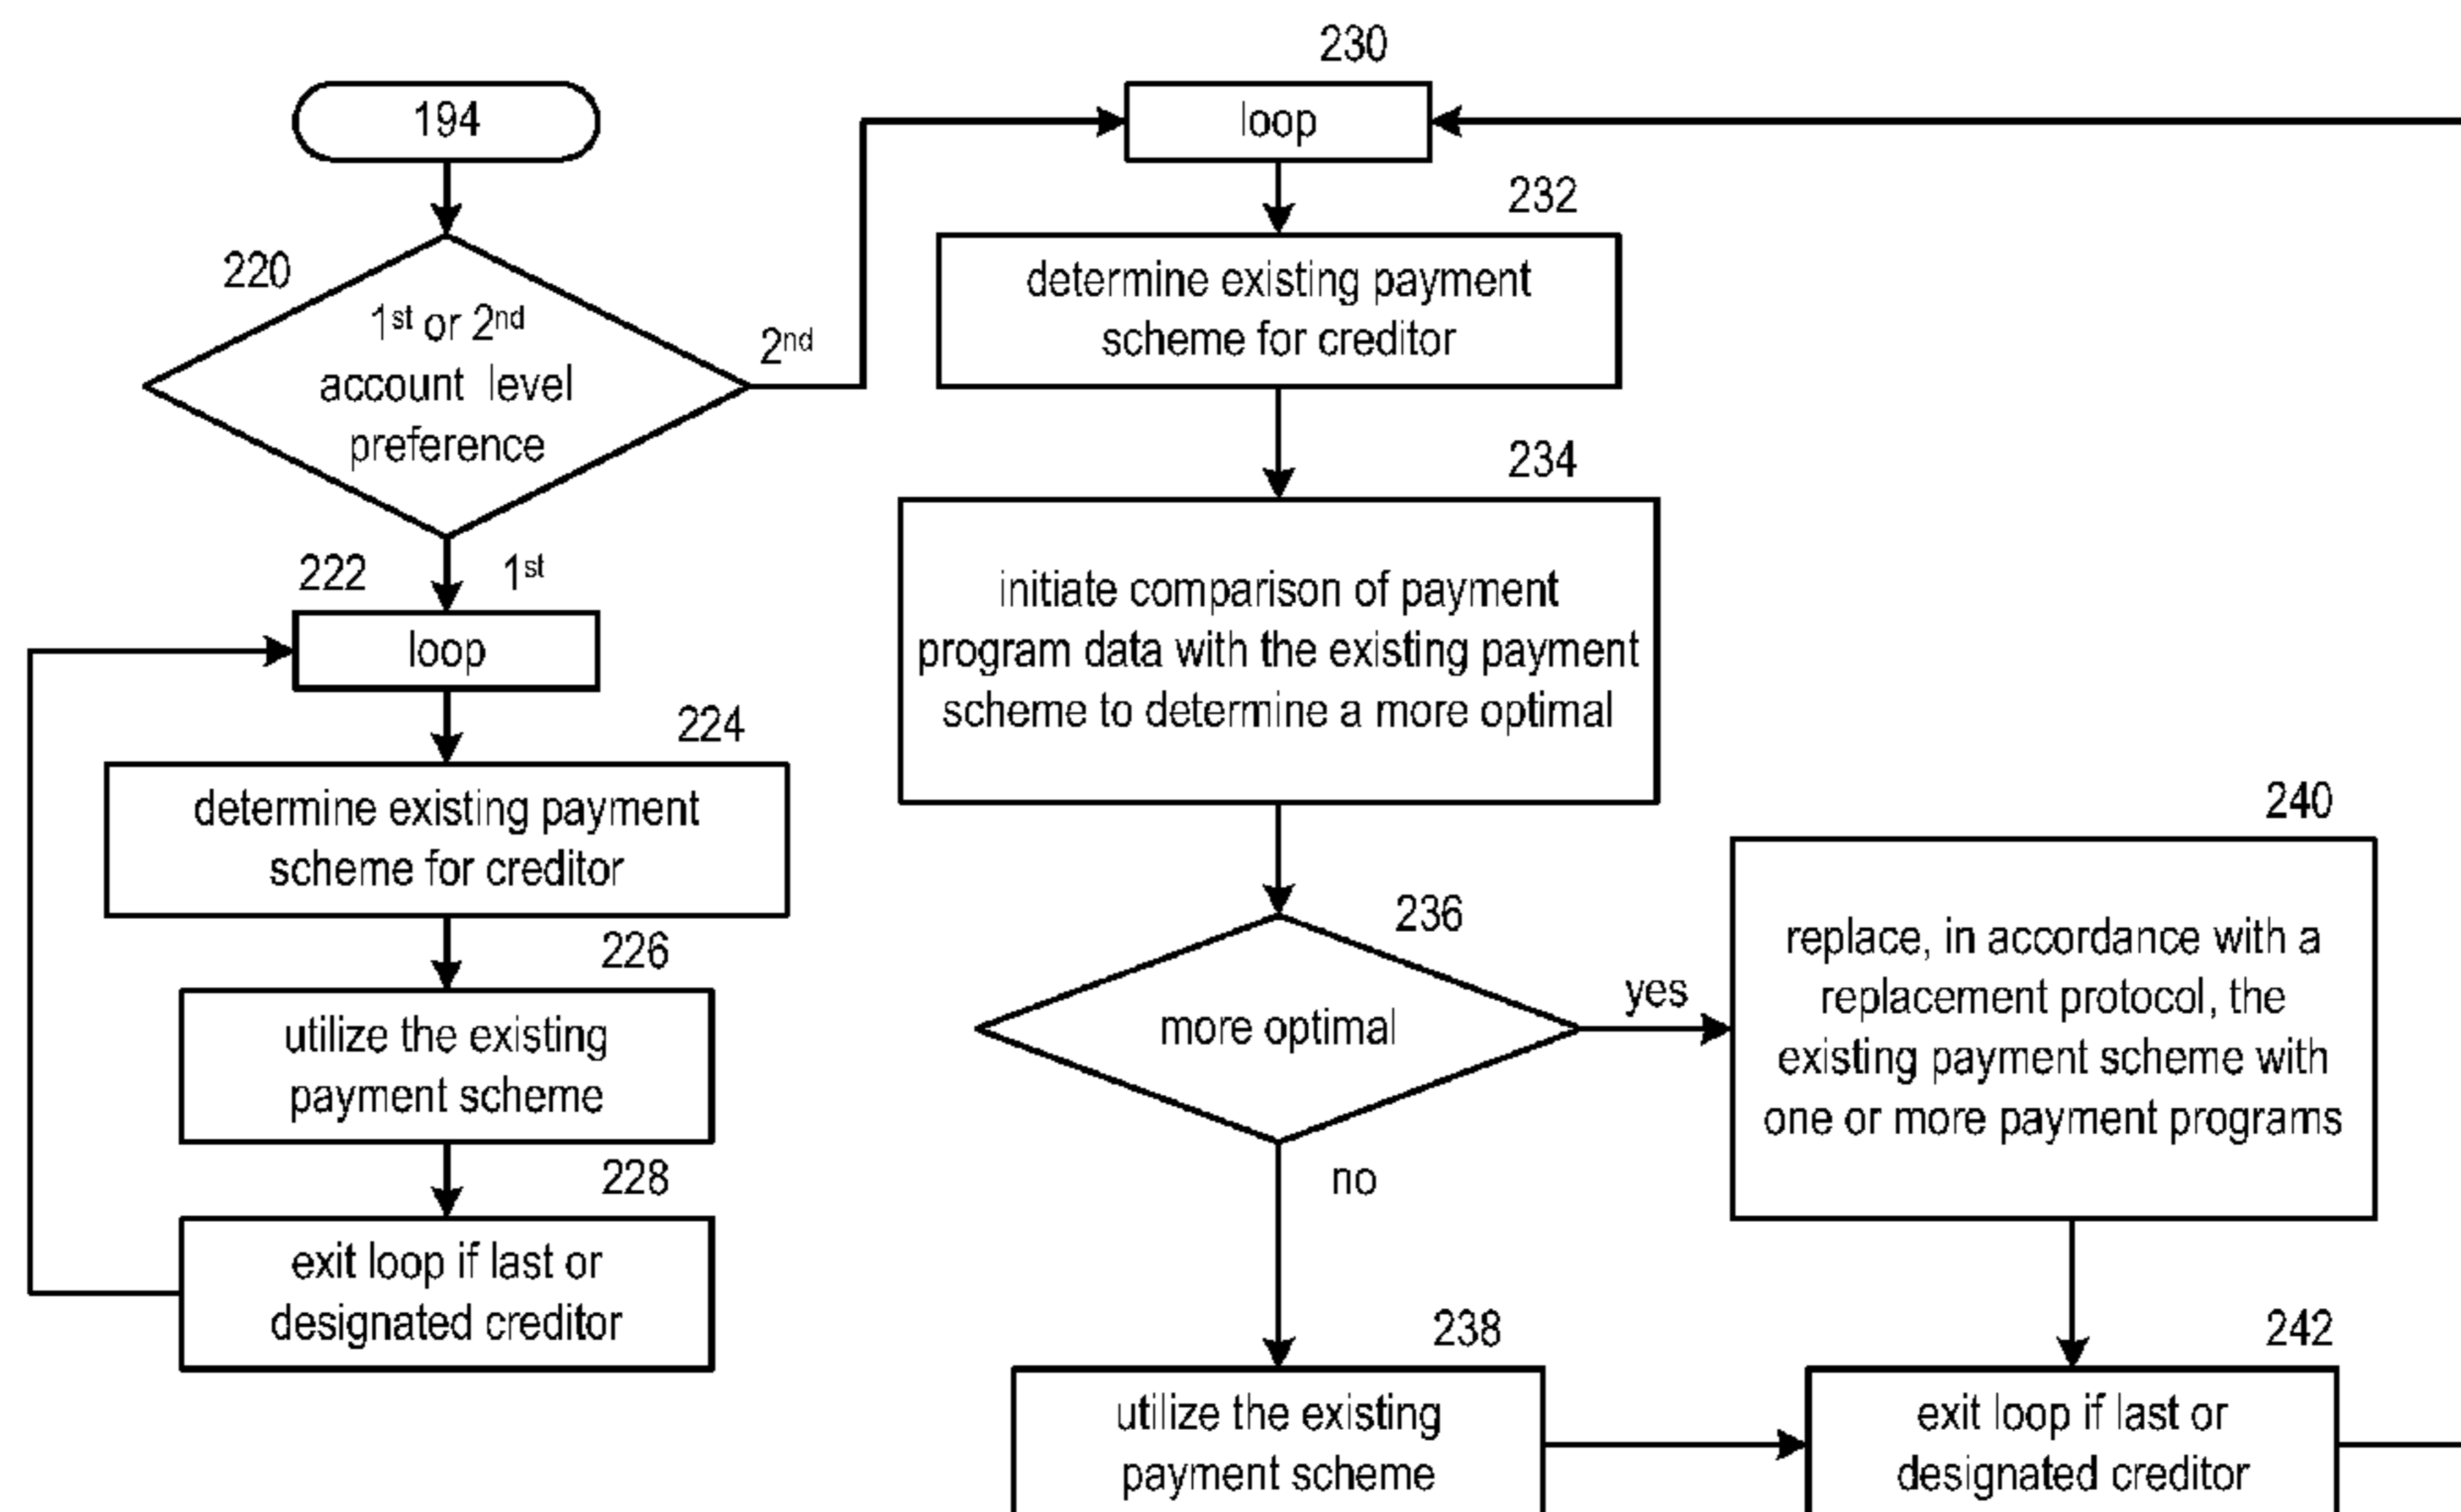 194
220
1st or 2nd
account level
preference
2nd
222
1st
loop
224
determine existing payment
scheme for creditor
226
utilize the existing
payment scheme
228
exit loop if last or
designated creditor
230
loop
232
determine existing payment
scheme for creditor
234
initiate comparison of payment
program data with the existing payment
scheme to determine a more optimal
236
more optimal
yes
no
240
replace, in accordance with a
replacement protocol, the
existing payment scheme with
one or more payment programs
238
utilize the existing
payment scheme
242
exit loop if last or
designated creditor